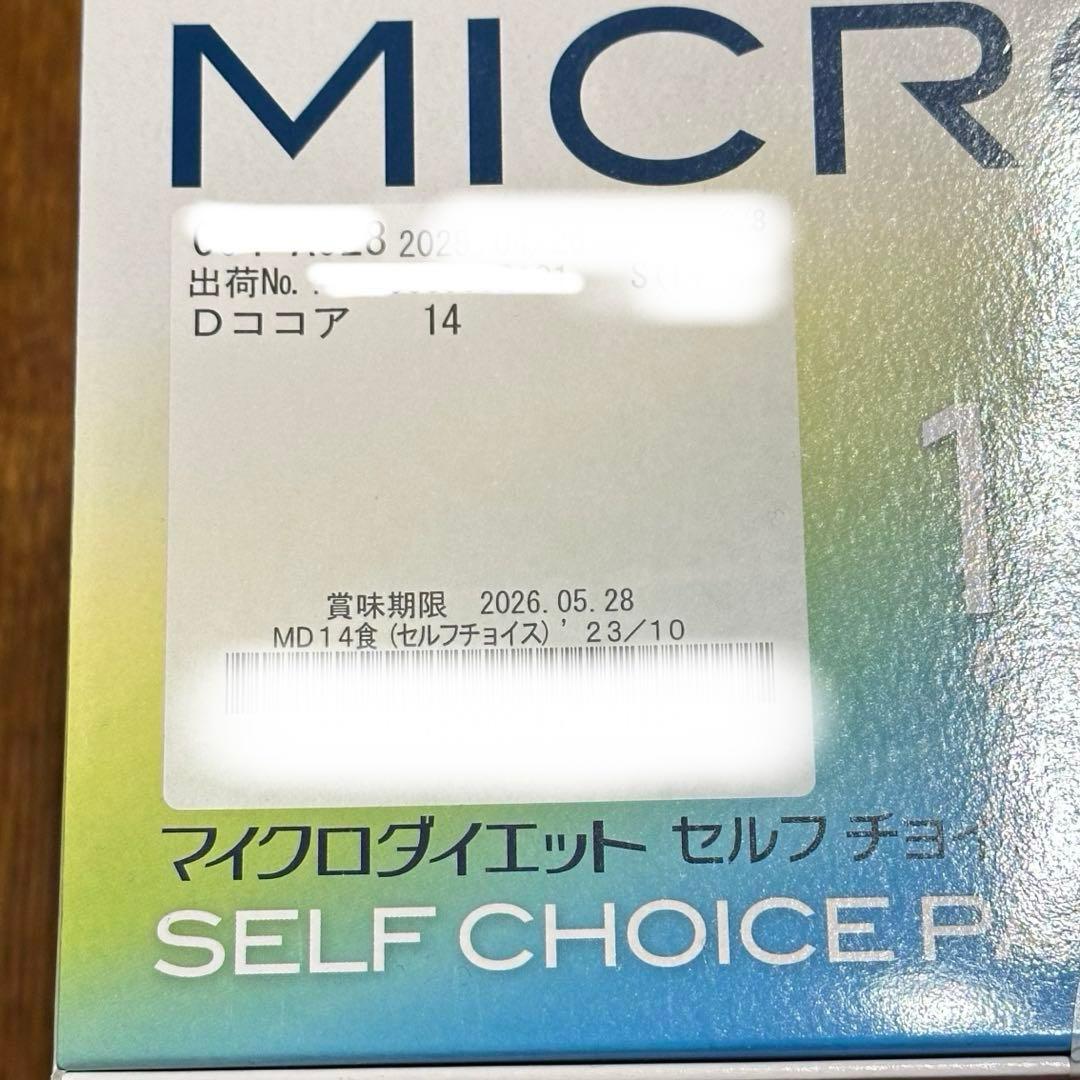 MICR
出荷No.
Dココア 14
1
賞味期限 2026.05.28
MD14食(セルフチョイス)'23/10
マイクロダイエット セルフチョイ
SELF CHOICE PA